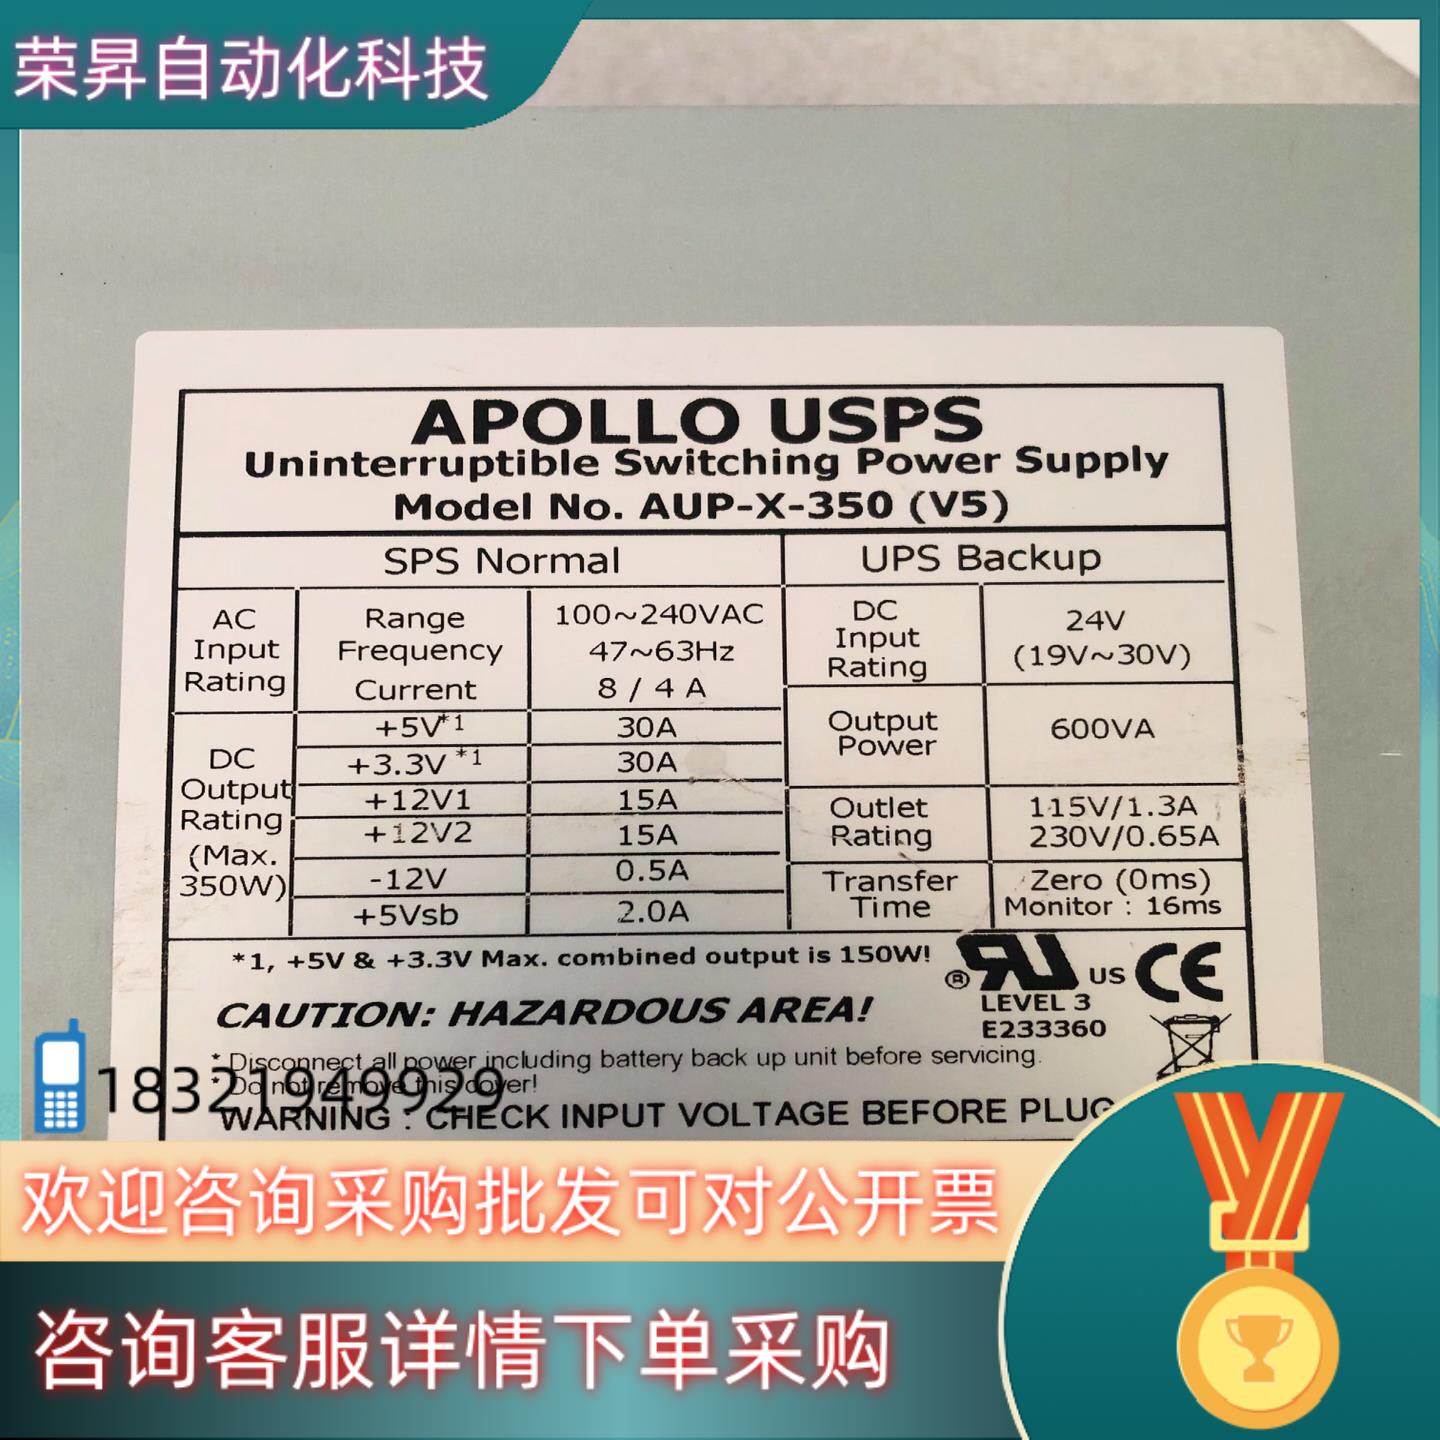 荣昇自动化科技
APOLLO USPS
Uninterruptible Switching Power Supply
Model No. AUP-X-350 (V5)
SPS Normal
UPS Backup
AC Input Rating
Range 100~240VAC
Frequency 47~63Hz
Current 8 / 4 A
DC Input Rating
24V
(19V~30V)
DC Output Rating (Max. 350W)
+5V*1 30A
+3.3V*1 30A
+12V1 15A
+12V2 15A
-12V 0.5A
+5Vsb 2.0A
Output Power
600VA
Outlet Rating
115V/1.3A
230V/0.65A
Transfer Time
Zero (0ms)
Monitor : 16ms
*1, +5V & +3.3V Max. combined output is 150W!
® RU US CE
LEVEL 3
E233360
CAUTION: HAZARDOUS AREA!
* Disconnect all power including battery back up unit before servicing.
* Do not remove this cover!
18321949929
WARNING : CHECK INPUT VOLTAGE BEFORE PLUG
欢迎咨询采购批发可对公开票
咨询客服详情下单采购